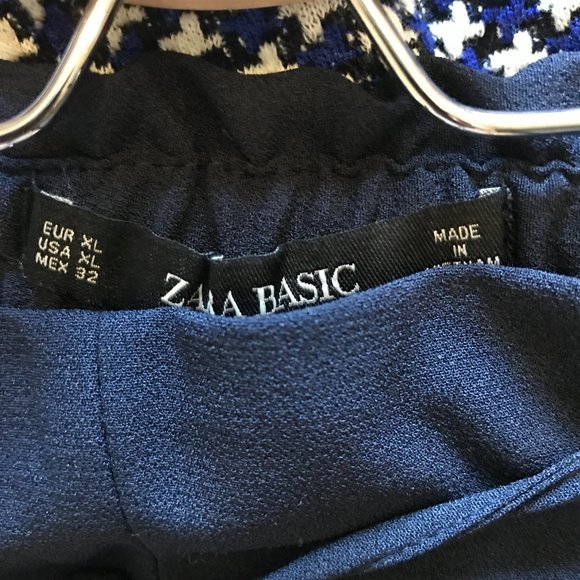 EUR XL
USA XL
MEX 32
ZARA BASIC
MADE
IN